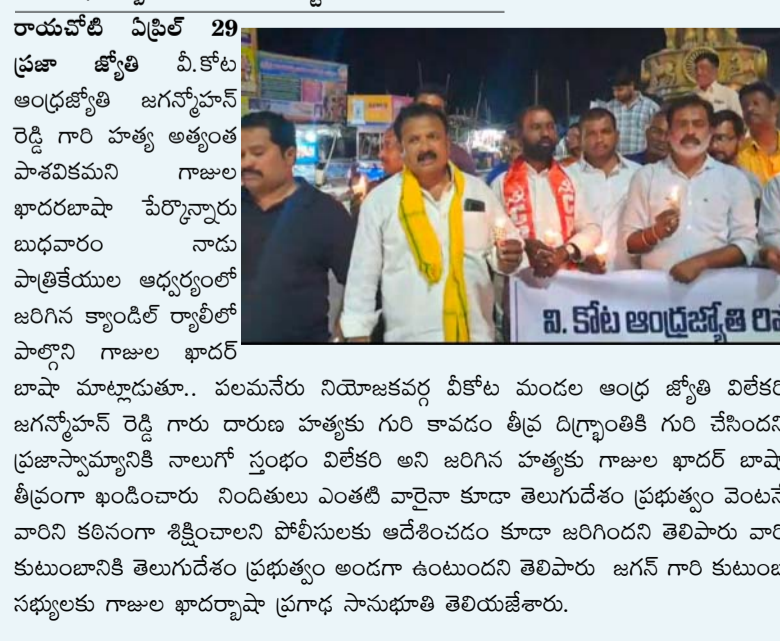 రాయచోటి ఏప్రిల్ 29
ప్రజా జ్యోతి వీ.కోట
ఆంధ్రజ్యోతి జగన్మోహన్
రెడ్డి గారి హత్య అత్యంత
పాశవికమని గాజుల
ఖాదరబాషా పేర్కొన్నారు
బుధవారం నాడు
పాత్రికేయుల ఆధ్వర్యంలో
జరిగిన క్యాండిల్ ర్యాలీలో
పాల్గొని గాజుల ఖాదర్
వి. కోట ఆంధ్రజ్యోతి
బాషా మాట్లాడుతూ.. పలమనేరు నియోజకవర్గ వీకోట మండల ఆంధ్ర జ్యోతి విలేకరి
జగన్మోహన్ రెడ్డి గారు దారుణ హత్యకు గురి కావడం తీవ్ర దిగ్భ్రాంతికి గురి చేసిందని
ప్రజాస్వామ్యానికి నాలుగో స్తంభం విలేకరి అని జరిగిన హత్యకు గాజుల ఖాదర్ బాషా
తీవ్రంగా ఖండించారు నిందితులు ఎంతటి వారైనా కూడా తెలుగుదేశం ప్రభుత్వం వెంటనే
వారిని కఠినంగా శిక్షించాలని పోలీసులకు ఆదేశించడం కూడా జరిగిందని తెలిపారు వారి
కుటుంబానికి తెలుగుదేశం ప్రభుత్వం అండగా ఉంటుందని తెలిపారు జగన్ గారి కుటుంబ
సభ్యులకు గాజుల ఖాదర్బాషా ప్రగాఢ సానుభూతి తెలియజేశారు.